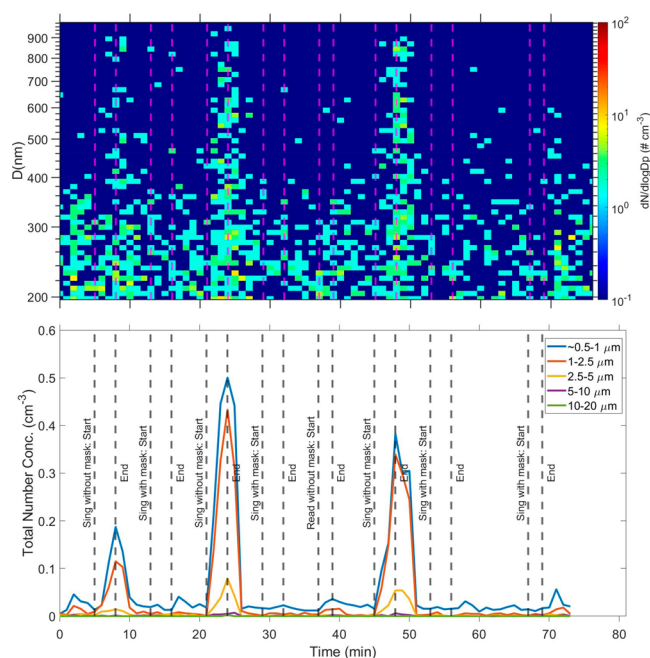 900
800
700
600
500
400
300
200
D(nm)
10²
10¹
10⁰
10⁻¹
dN/dlogDp (# cm⁻³)
0.6
0.5
0.4
0.3
0.2
0.1
0
Total Number Conc. (cm⁻³)
~0.5-1 μm
1-2.5 μm
2.5-5 μm
5-10 μm
10-20 μm
Sing without mask: Start
End
Sing with mask: Start
End
Sing without mask: Start
End
Sing with mask: Start
End
Read without mask: Start
End
Sing without mask: Start
End
Sing with mask: Start
End
Sing with mask: Start
End
0 10 20 30 40 50 60 70 80
Time (min)